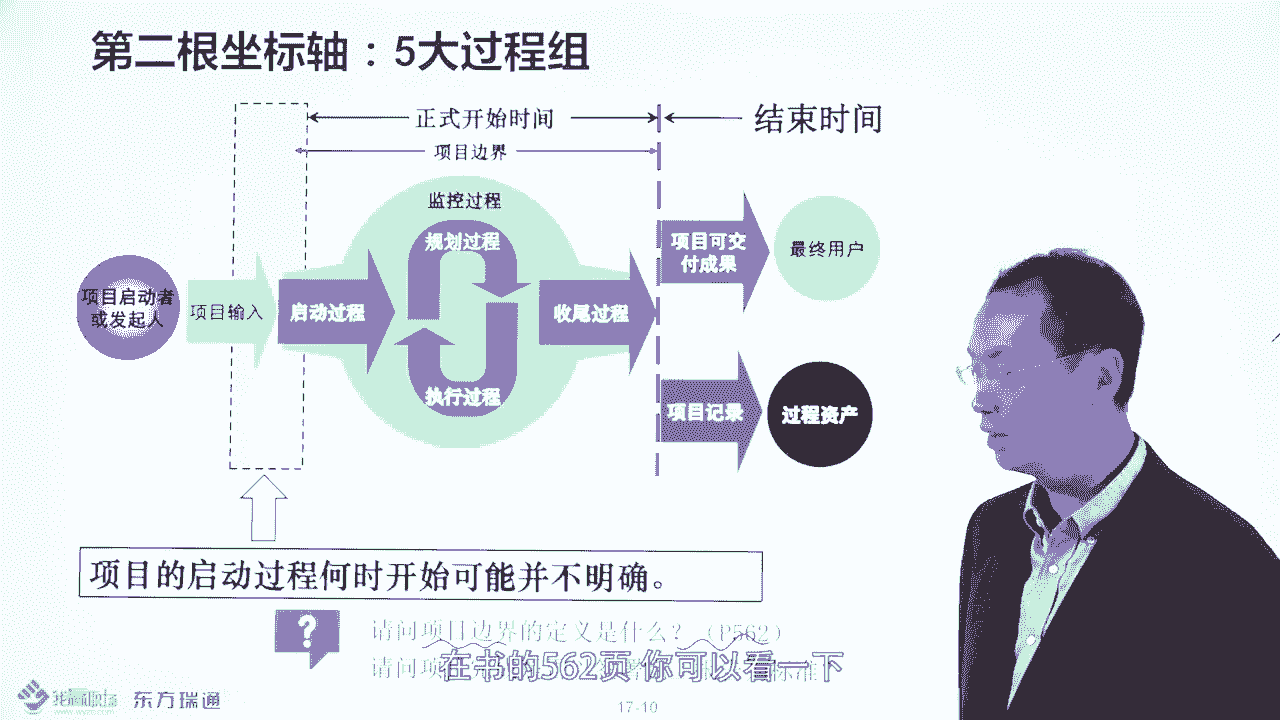 第二根坐标轴：5大过程组
正式开始时间
结束时间
项目边界
监控过程
规划过程
项目可交
付成果
最终用户
项目启动者
或发起人
项目输入
启动过程
收尾过程
执行过程
项目记录
过程资产
项目的启动过程何时开始可能并不明确。
?
请问项目边界的定义是什么？（P562）
请问项
在书的562页 你可以看一下
东方瑞通
17-10